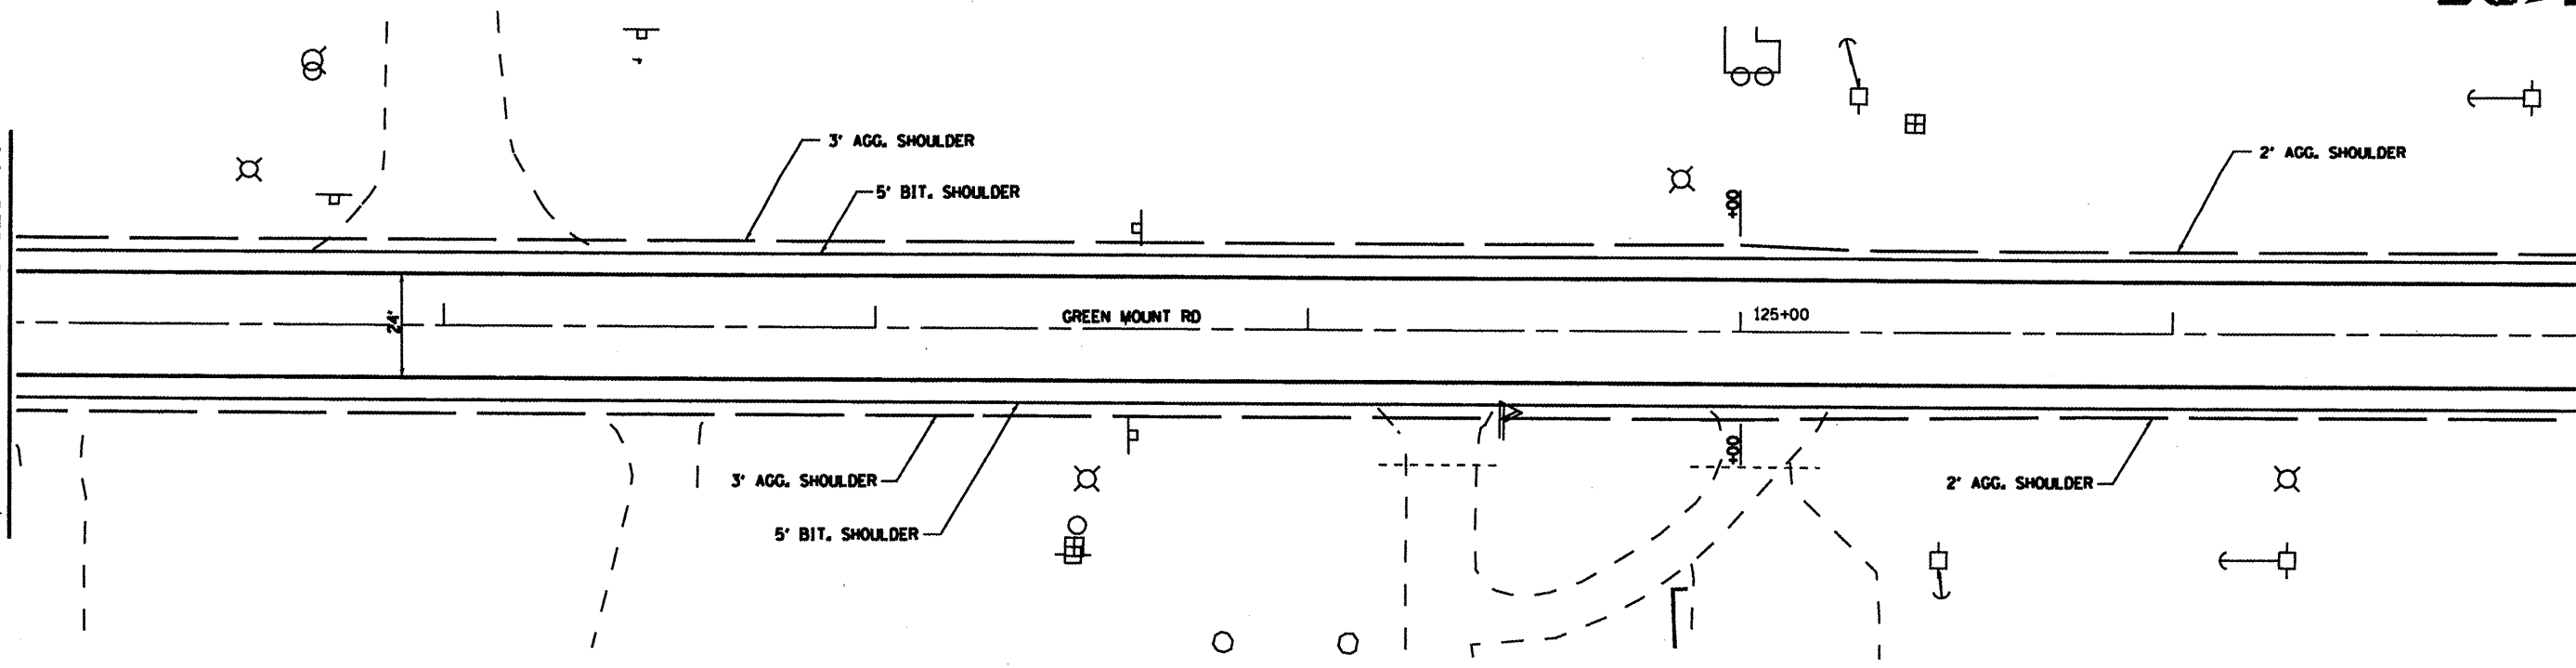 3' AGG. SHOULDER
5' BIT. SHOULDER
+00
2' AGG. SHOULDER
24'
GREEN MOUNT RD
125+00
+00
3' AGG. SHOULDER
2' AGG. SHOULDER
5' BIT. SHOULDER